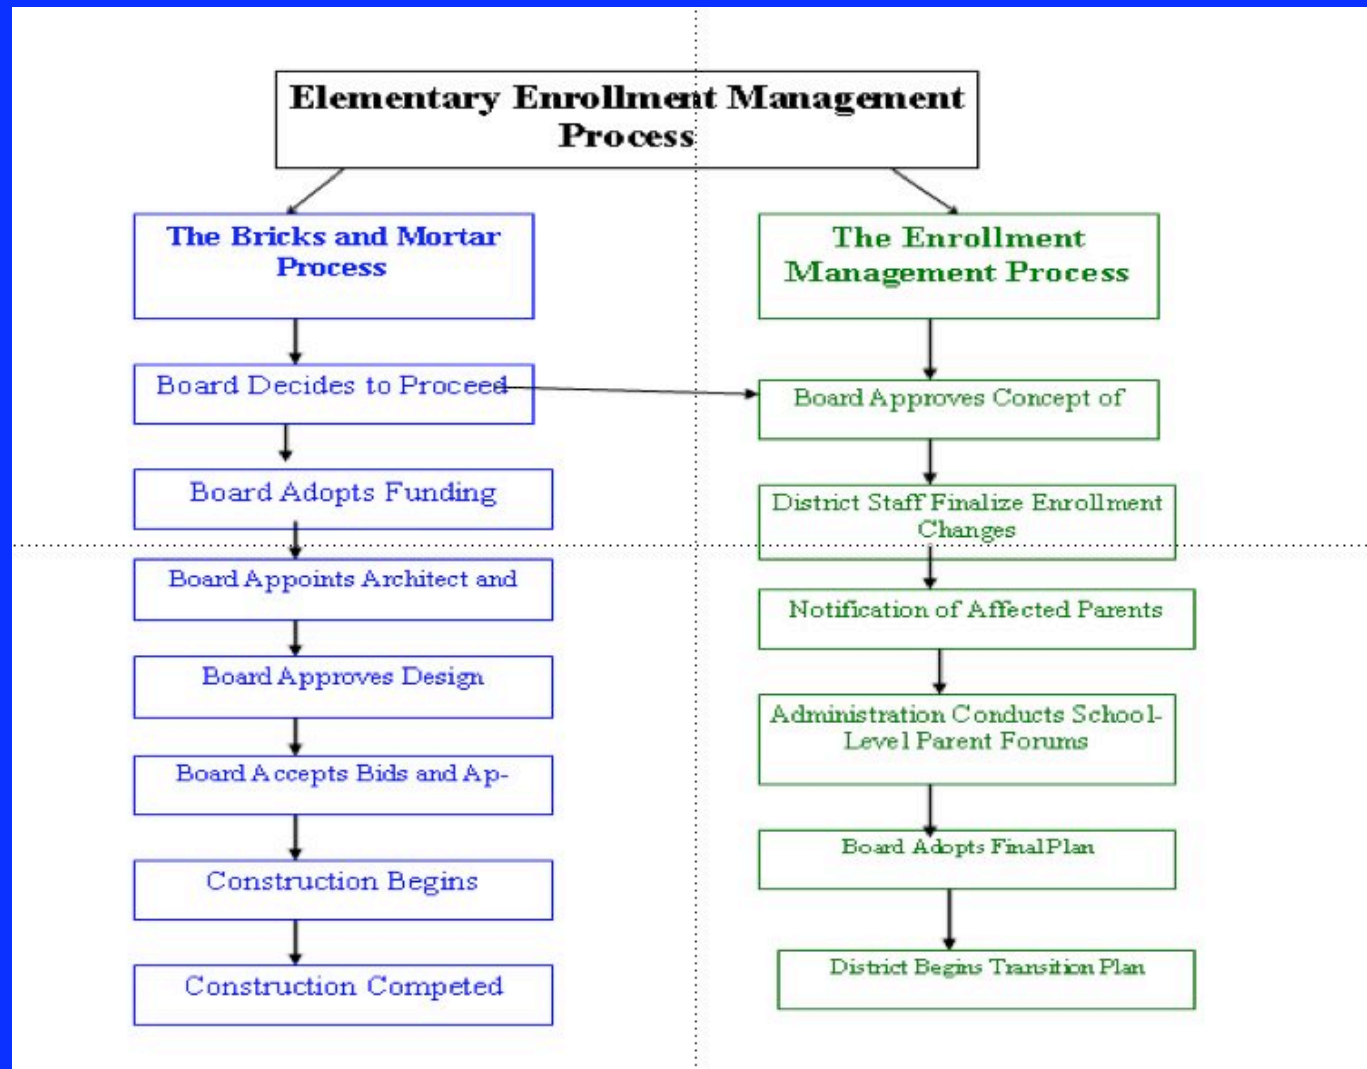 Elementary Enrollment Management
Process
The Bricks and Mortar
Process
Board Decides to Proceed
Board Adopts Funding
Board Appoints Architect and
Board Approves Design
Board Accepts Bids and Ap-
Construction Begins
Construction Competed
The Enrollment
Management Process
Board Approves Concept of
District Staff Finalize Enrollment
Changes
Notification of Affected Parents
Administration Conducts School-
Level Parent Forums
Board Adopts Final Plan
District Begins Transition Plan